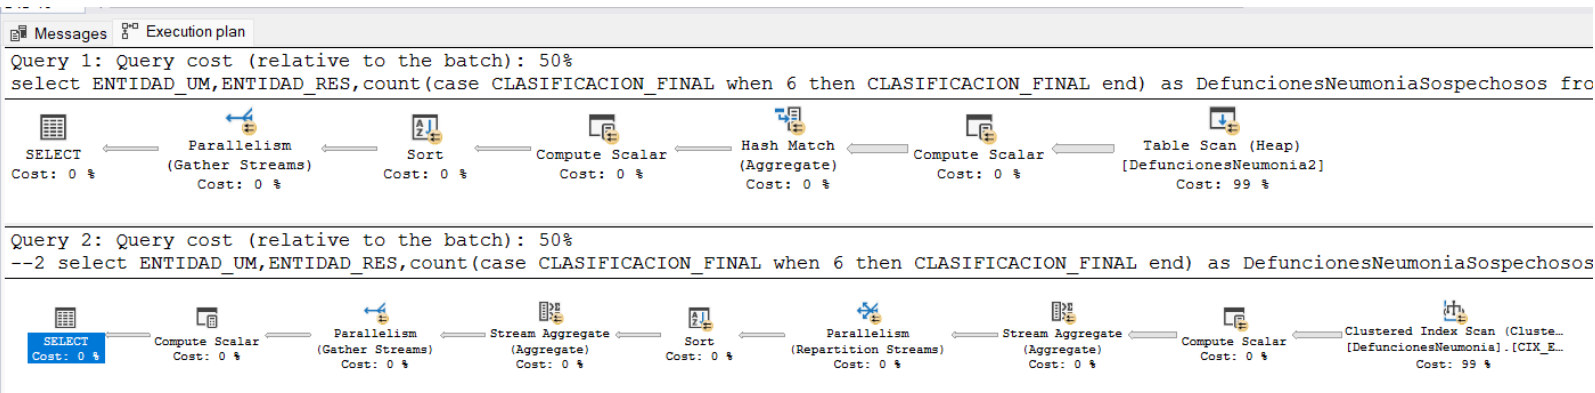 Messages Execution plan
Query 1: Query cost (relative to the batch): 50%
select ENTIDAD_UM,ENTIDAD_RES,count(case CLASIFICACION_FINAL when 6 then CLASIFICACION_FINAL end) as DefuncionesNeumoniaSospechosos fro
SELECT
Cost: 0 %
Parallelism
(Gather Streams)
Cost: 0 %
Sort
Cost: 0 %
Compute Scalar
Cost: 0 %
Hash Match
(Aggregate)
Cost: 0 %
Compute Scalar
Cost: 0 %
Table Scan (Heap)
[DefuncionesNeumonia2]
Cost: 99 %
Query 2: Query cost (relative to the batch): 50%
--2 select ENTIDAD_UM,ENTIDAD_RES,count(case CLASIFICACION_FINAL when 6 then CLASIFICACION_FINAL end) as DefuncionesNeumoniaSospechosos
SELECT
Cost: 0 %
Compute Scalar
Cost: 0 %
Parallelism
(Gather Streams)
Cost: 0 %
Stream Aggregate
(Aggregate)
Cost: 0 %
Sort
Cost: 0 %
Parallelism
(Repartition Streams)
Cost: 0 %
Stream Aggregate
(Aggregate)
Cost: 0 %
Compute Scalar
Cost: 0 %
Clustered Index Scan (Cluste…
[DefuncionesNeumonia].[CIX_E…
Cost: 99 %